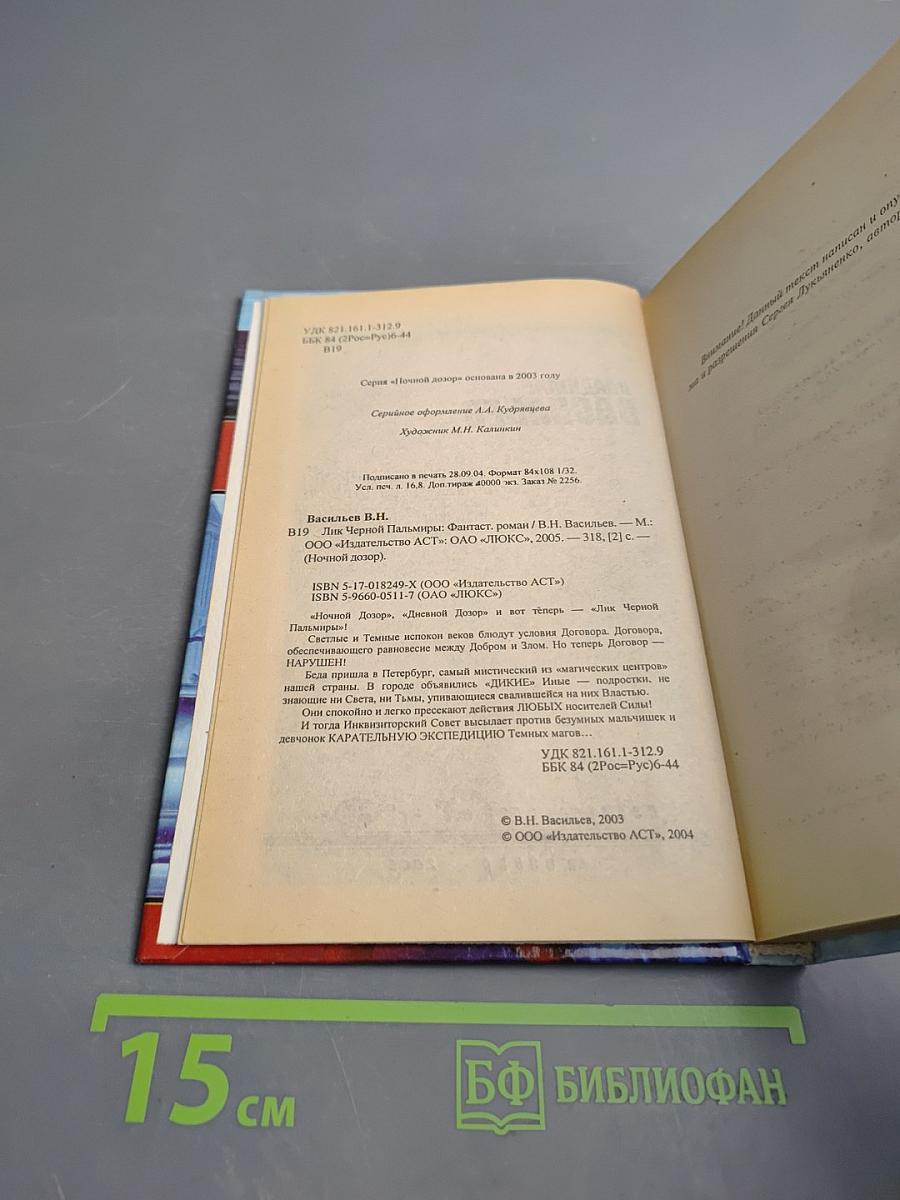 УДК 821.161.1-312.9
ББК 84 (2Рос=Рус)6-44
В19
Серия «Ночной дозор» основана в 2003 году
Серийное оформление А.А. Кудрявцева
Художник М.Н. Калинкин
Подписано в печать 28.09.04. Формат 84х108 1/32.
Усл. печ. л. 16,8. Доп.тираж 40000 экз. Заказ № 2256.
Васильев В.Н.
В19 Лик Черной Пальмиры: Фантаст. роман / В.Н. Васильев. — М.:
ООО «Издательство АСТ»: ОАО «ЛЮКС», 2005. — 318, [2] с. —
(Ночной дозор).
ISBN 5-17-018249-X (ООО «Издательство АСТ»)
ISBN 5-9660-0511-7 (ОАО «ЛЮКС»)
«Ночной Дозор», «Дневной Дозор» и вот теперь — «Лик Черной
Пальмиры»!
Светлые и Темные испокон веков блюдут условия Договора. Договора,
обеспечивающего равновесие между Добром и Злом. Но теперь Договор —
НАРУШЕН!
Беда пришла в Петербург, самый мистический из «магических центров»
нашей страны. В городе объявились «ДИКИЕ» Иные — подростки, не
знающие ни Света, ни Тьмы, упивающиеся свалившейся на них Властью.
Они спокойно и легко пресекают действия ЛЮБЫХ носителей Силы!
И тогда Инквизиторский Совет высылает против безумных мальчишек и
девчонок КАРАТЕЛЬНУЮ ЭКСПЕДИЦИЮ Темных магов...
УДК 821.161.1-312.9
ББК 84 (2Рос=Рус)6-44
© В.Н. Васильев, 2003
© ООО «Издательство АСТ», 2004
Внимание! Данный текст написан и опу
на и разрешения Сергея Лукьяненко, автор
15 см
БФ БИБЛИОФАН